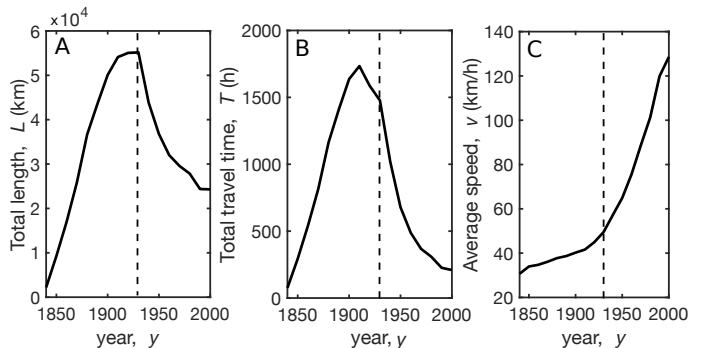 ×10⁴
A
6
5
4
3
2
1
0
Total length, L (km)
1850 1900 1950 2000
year, y
B
2000
1500
1000
500
0
Total travel time, T (h)
1850 1900 1950 2000
year, y
C
140
120
100
80
60
40
20
Average speed, v (km/h)
1850 1900 1950 2000
year, y